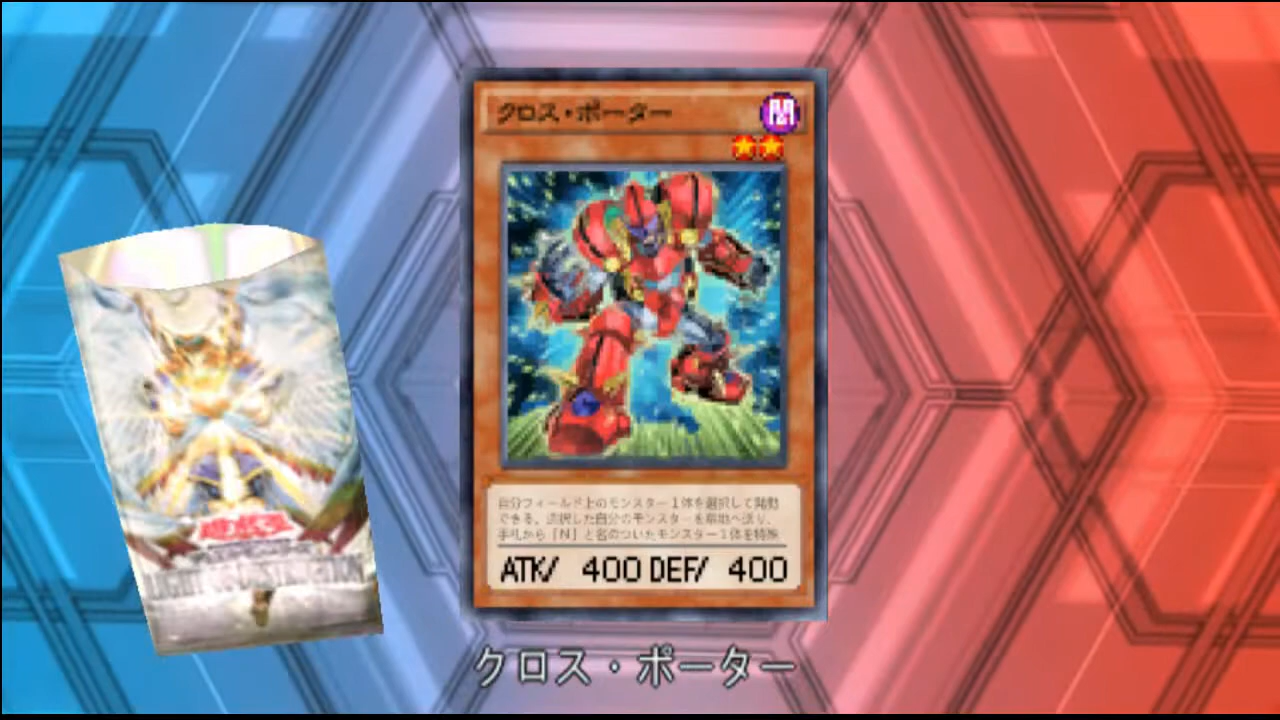 クロス・ポーター
自分フィールド上のモンスター1体を選択して発動
できる。選択した自分のモンスターを墓地へ送り、
手札から「N」と名のついたモンスター1体を特殊
ATK/ 400 DEF/ 400
遊戯王
クロス・ポーター